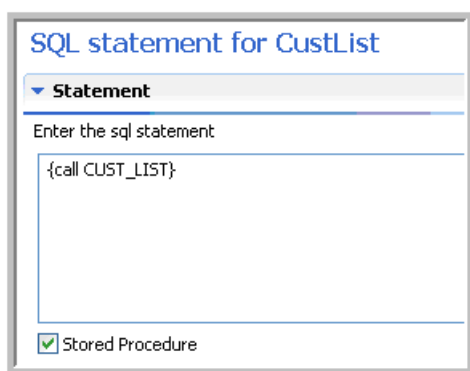 SQL statement for CustList
Statement
Enter the sql statement
{call CUST_LIST}
Stored Procedure